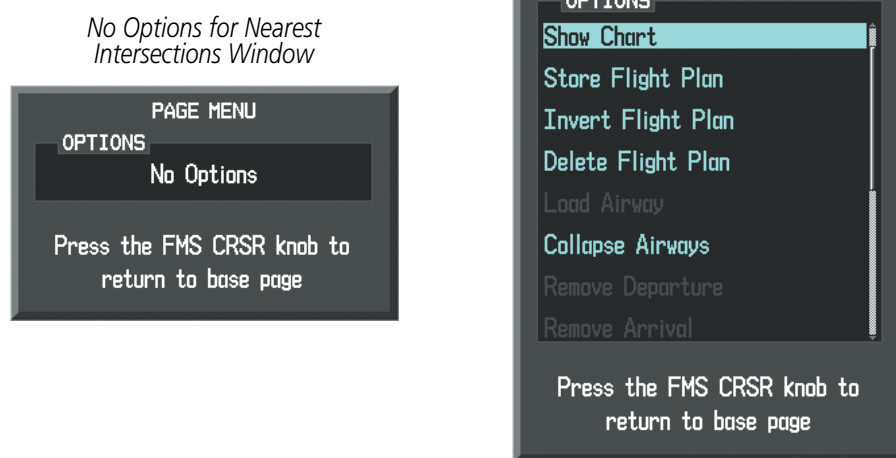 No Options for Nearest
Intersections Window
PAGE MENU
OPTIONS
No Options
Press the FMS CRSR knob to
return to base page
OPTIONS
Show Chart
Store Flight Plan
Invert Flight Plan
Delete Flight Plan
Load Airway
Collapse Airways
Remove Departure
Remove Arrival
Press the FMS CRSR knob to
return to base page